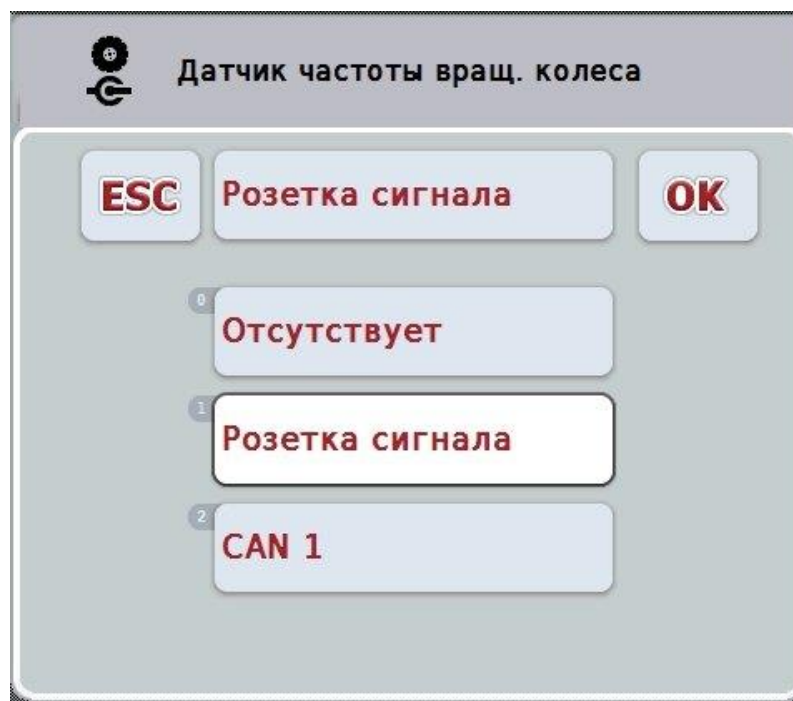 Датчик частоты вращ. колеса
ESC
Розетка сигнала
OK
0
Отсутствует
1
Розетка сигнала
2
CAN 1